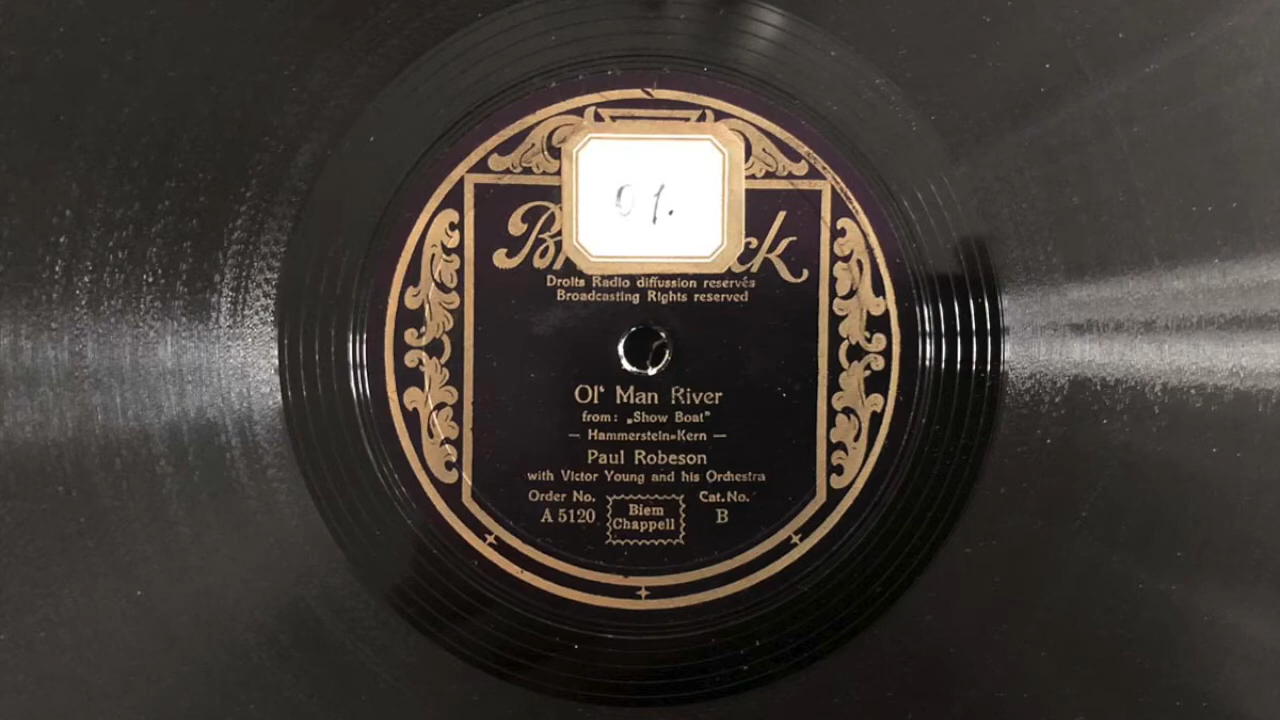 01.
Droits Radio diffussion reservés
Broadcasting Rights reserved
Ol' Man River
from: „Show Boat”
— Hammerstein-Kern —
Paul Robeson
with Victor Young and his Orchestra
Order No. Cat. No.
A 5120 Biem Chappell B